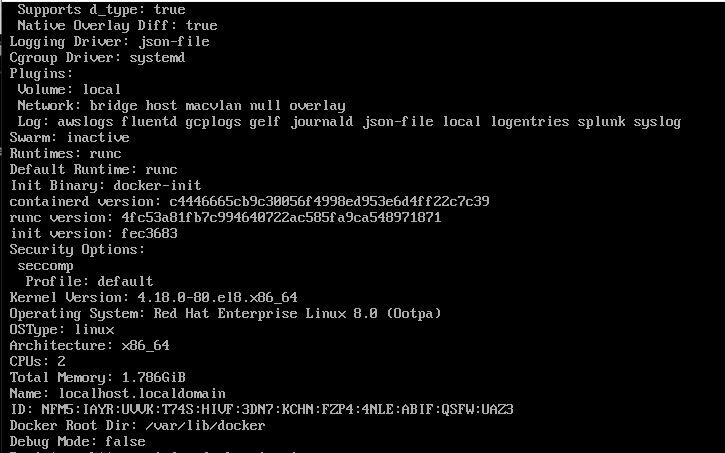 Supports d_type: true
Native Overlay Diff: true
Logging Driver: json-file
Cgroup Driver: systemd
Plugins:
Volume: local
Network: bridge host macvlan null overlay
Log: awslogs fluentd gcplogs gelf journald json-file local logentries splunk syslog
Swarm: inactive
Runtimes: runc
Default Runtime: runc
Init Binary: docker-init
containerd version: c4446665cb9c30056f4998ed953e6d4ff22c7c39
runc version: 4fc53a81fb7c994640722ac585fa9ca548971871
init version: fec3683
Security Options:
seccomp
Profile: default
Kernel Version: 4.18.0-80.el8.x86_64
Operating System: Red Hat Enterprise Linux 8.0 (Ootpa)
OSType: linux
Architecture: x86_64
CPUs: 2
Total Memory: 1.786GiB
Name: localhost.localdomain
ID: NFM5:IAYR:UVVK:T74S:HIVF:3DN7:KCHN:FZP4:4NLE:ABIF:QSFW:UAZ3
Docker Root Dir: /var/lib/docker
Debug Mode: false